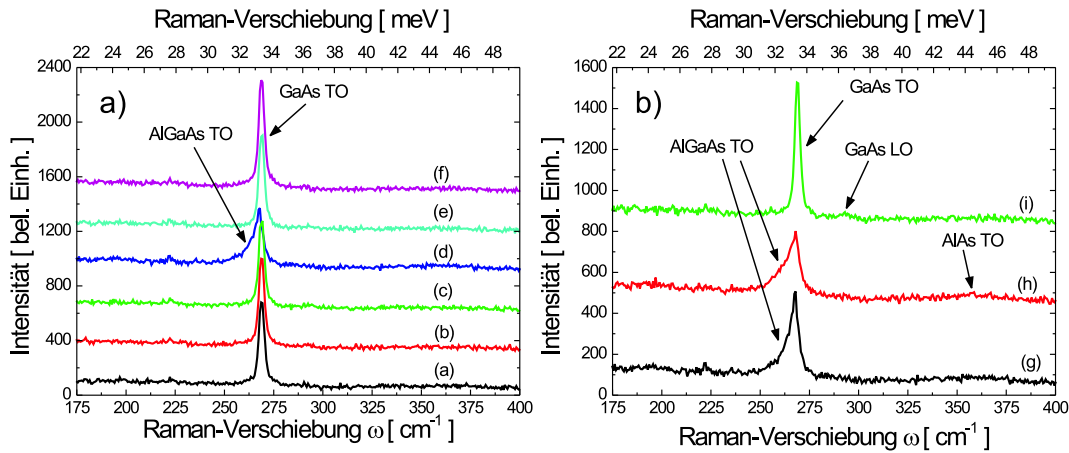 Raman-Verschiebung [ meV ]
22 24 26 28 30 32 34 36 38 40 42 44 46 48
2400
2000
1600
1200
800
400
0
Intensität [ bel. Einh. ]
a)
GaAs TO
AlGaAs TO
(f)
(e)
(d)
(c)
(b)
(a)
175 200 225 250 275 300 325 350 375 400
Raman-Verschiebung ω [ cm⁻¹ ]
Raman-Verschiebung [ meV ]
22 24 26 28 30 32 34 36 38 40 42 44 46 48
1600
1400
1200
1000
800
600
400
200
0
Intensität [ bel. Einh. ]
b)
GaAs TO
AlGaAs TO
GaAs LO
(i)
AlAs TO
(h)
(g)
175 200 225 250 275 300 325 350 375 400
Raman-Verschiebung ω [ cm⁻¹ ]